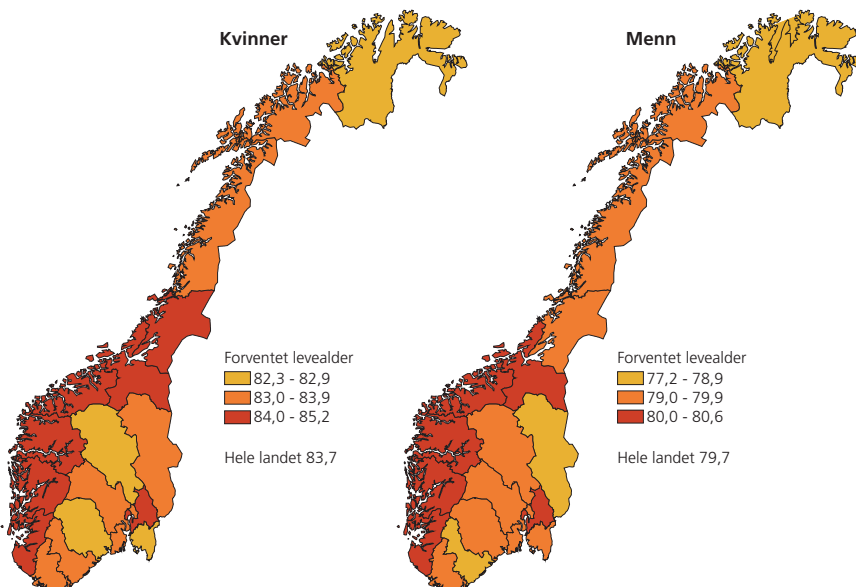 Kvinner
Forventet levealder
82,3 - 82,9
83,0 - 83,9
84,0 - 85,2
Hele landet 83,7
Menn
Forventet levealder
77,2 - 78,9
79,0 - 79,9
80,0 - 80,6
Hele landet 79,7